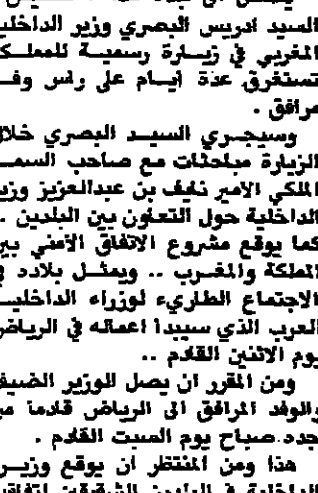 السيد ادريس البصري وزير الداخلية
المغربي في زيارة رسمية للمملكة
تستغرق عدة ايام على راس وفد
مرافق .
وسيجري السيد البصري خلال
الزيارة مباحثات مع صاحب السمو
الملكي الامير نايف بن عبدالعزيز وزير
الداخلية حول التعاون بين البلدين .
كما يوقع مشروع الاتفاق الأمني بين
المملكة والمغرب .. ويمثل بلاده في
الاجتماع الطاريء لوزراء الداخلية
العرب الذي سيبدأ اعماله في الرياض
يوم الاثنين القادم ..
ومن المقرر ان يصل الوزير الضيف
والوفد المرافق الى الرياض قادما من
جدة صباح يوم السبت القادم .
هذا ومن المنتظر ان يوقع وزير